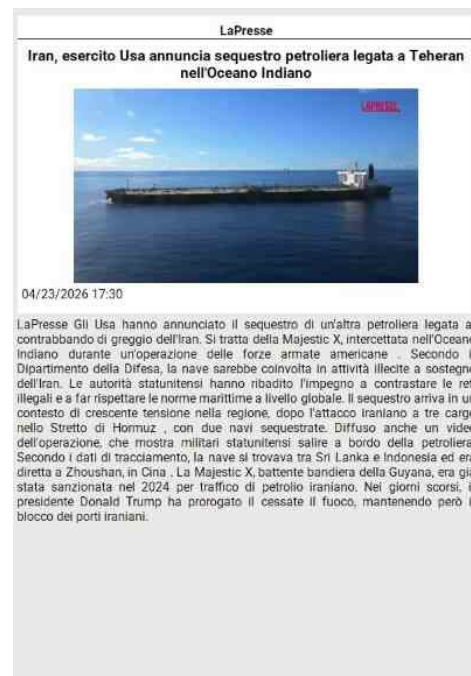 LaPresse
Iran, esercito Usa annuncia sequestro petroliera legata a Teheran
nell'Oceano Indiano
LAPRESSE
04/23/2026 17:30
LaPresse Gli Usa hanno annunciato il sequestro di un'altra petroliera legata a
contrabbando di greggio dell'Iran. Si tratta della Majestic X, intercettata nell'Oceano
Indiano durante un'operazione delle forze armate americane . Secondo i
Dipartimento della Difesa, la nave sarebbe coinvolta in attività illecite a sostegno
dell'Iran. Le autorità statunitensi hanno ribadito l'impegno a contrastare le ret
illegali e a far rispettare le norme marittime a livello globale. Il sequestro arriva in u
contesto di crescente tensione nella regione, dopo l'attacco iraniano a tre carg
nello Stretto di Hormuz , con due navi sequestrate. Diffuso anche un video
dell'operazione, che mostra militari statunitensi salire a bordo della petroliera
Secondo i dati di tracciamento, la nave si trovava tra Sri Lanka e Indonesia ed era
diretta a Zhoushan, in Cina . La Majestic X, battente bandiera della Guyana, era già
stata sanzionata nel 2024 per traffico di petrolio iraniano. Nei giorni scorsi, i
presidente Donald Trump ha prorogato il cessate il fuoco, mantenendo però i
blocco dei porti iraniani.